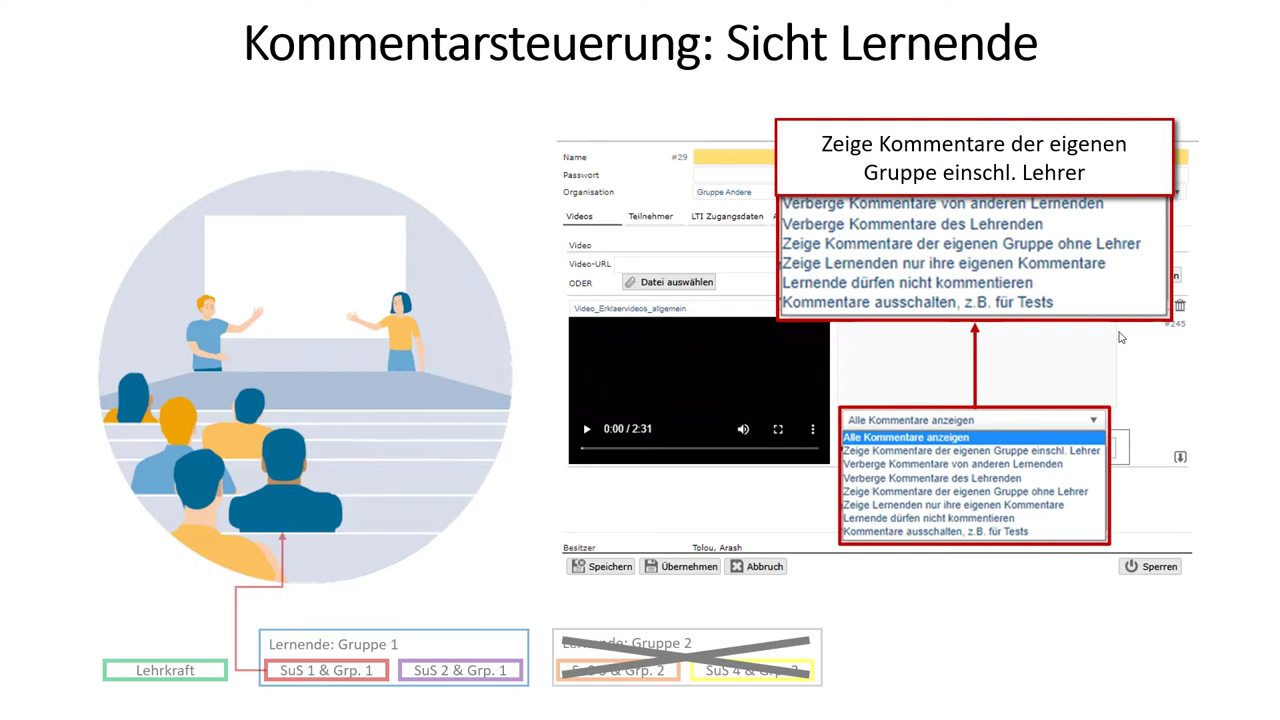 Kommentarsteuerung: Sicht Lernende
Zeige Kommentare der eigenen
Gruppe einschl. Lehrer
Name #29
Passwort
Organisation Gruppe Andere
Videos Teilnehmer LTI Zugangsdaten
Video
Video-URL
ODER Datei auswählen
Video_Erklaervideos_allgemein
Verberge Kommentare von anderen Lernenden
Verberge Kommentare des Lehrenden
Zeige Kommentare der eigenen Gruppe ohne Lehrer
Zeige Lernenden nur ihre eigenen Kommentare
Lernende dürfen nicht kommentieren
Kommentare ausschalten, z.B. für Tests
#245
0:00 / 2:31
Alle Kommentare anzeigen
Alle Kommentare anzeigen
Zeige Kommentare der eigenen Gruppe einschl. Lehrer
Verberge Kommentare von anderen Lernenden
Verberge Kommentare des Lehrenden
Zeige Kommentare der eigenen Gruppe ohne Lehrer
Zeige Lernenden nur ihre eigenen Kommentare
Lernende dürfen nicht kommentieren
Kommentare ausschalten, z.B. für Tests
Besitzer Tolou, Arash
Speichern Übernehmen Abbruch Sperren
Lernende: Gruppe 1
Lehrkraft
SuS 1 & Grp. 1
SuS 2 & Grp. 1
Lernende: Gruppe 2
SuS 3 & Grp. 2
SuS 4 & Grp. 2